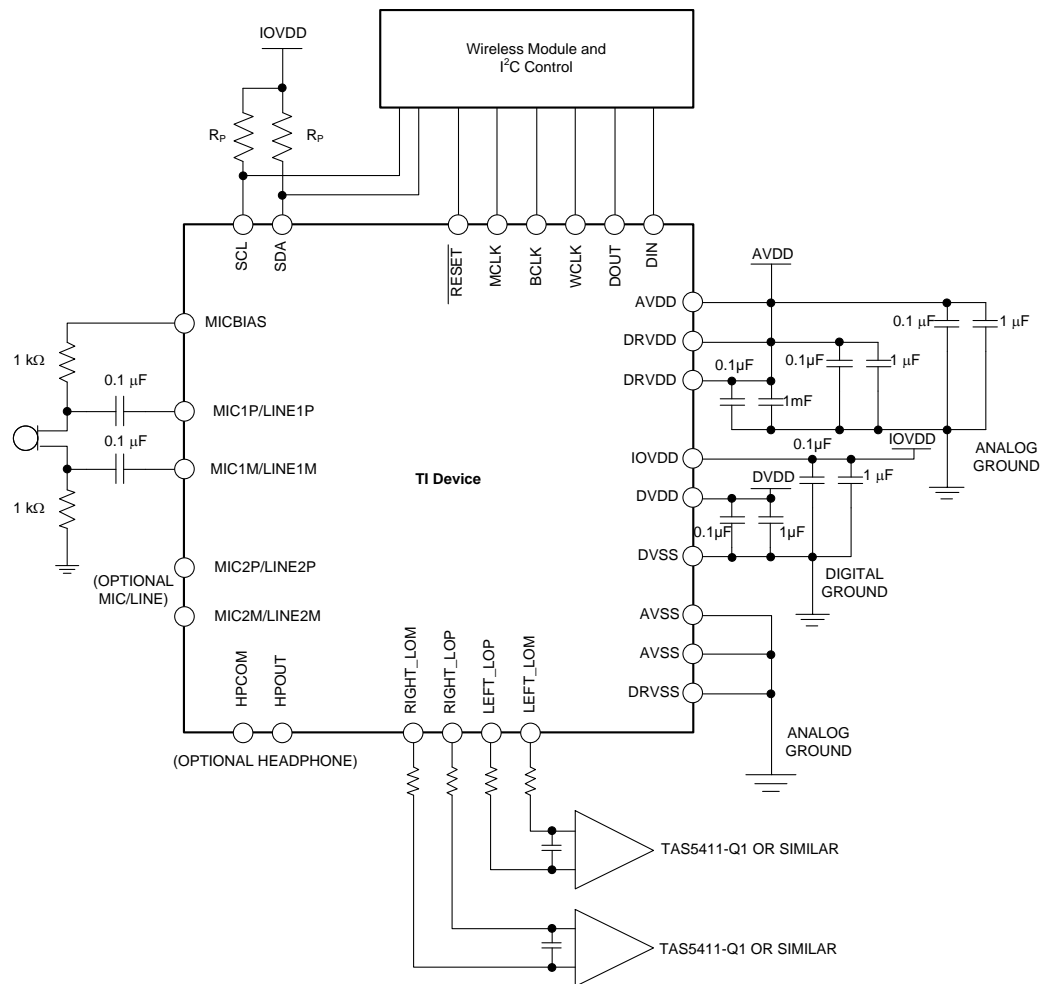 IOVDD
Wireless Module and
I²C Control
R_P
R_P
SCL
SDA
RESET
MCLK
BCLK
WCLK
DOUT
DIN
AVDD
MICBIAS
AVDD
0.1 μF
1 μF
1 kΩ
DRVDD
0.1µF
1 μF
0.1 μF
DRVDD
0.1µF
1mF
MIC1P/LINE1P
0.1 μF
IOVDD
ANALOG
GROUND
MIC1M/LINE1M
IOVDD
0.1µF
1 μF
TI Device
1 kΩ
DVDD
DVDD
0.1µF
1µF
DVSS
DIGITAL
GROUND
(OPTIONAL
MIC/LINE)
MIC2P/LINE2P
MIC2M/LINE2M
AVSS
AVSS
DRVSS
HPCOM
HPOUT
RIGHT_LOM
RIGHT_LOP
LEFT_LOP
LEFT_LOM
(OPTIONAL HEADPHONE)
ANALOG
GROUND
TAS5411-Q1 OR SIMILAR
TAS5411-Q1 OR SIMILAR